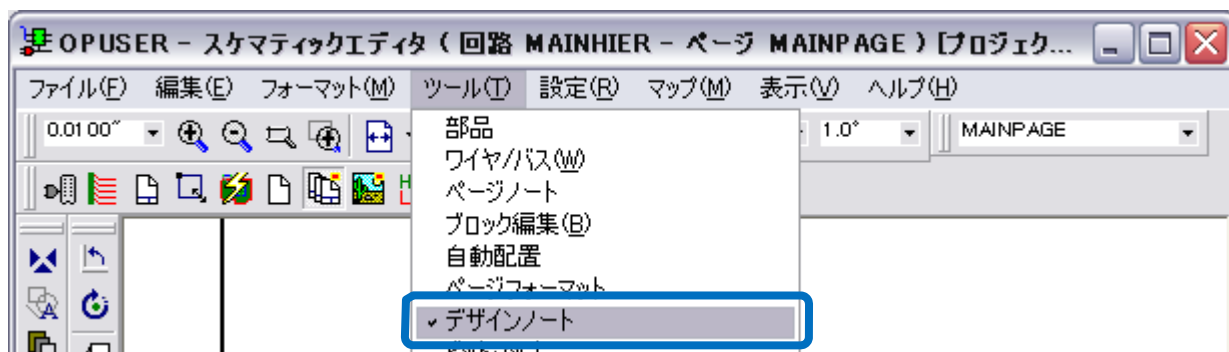 OPUSER - スケマティックエディタ ( 回路 MAINHIER - ページ MAINPAGE ) [プロジェク...
ファイル(F) 編集(E) フォーマット(M) ツール(T) 設定(R) マップ(M) 表示(V) ヘルプ(H)
0.0100″ 1.0° MAINPAGE
部品
ワイヤ/バス(W)
ページノート
ブロック編集(B)
自動配置
ページフォーマット
デザインノート